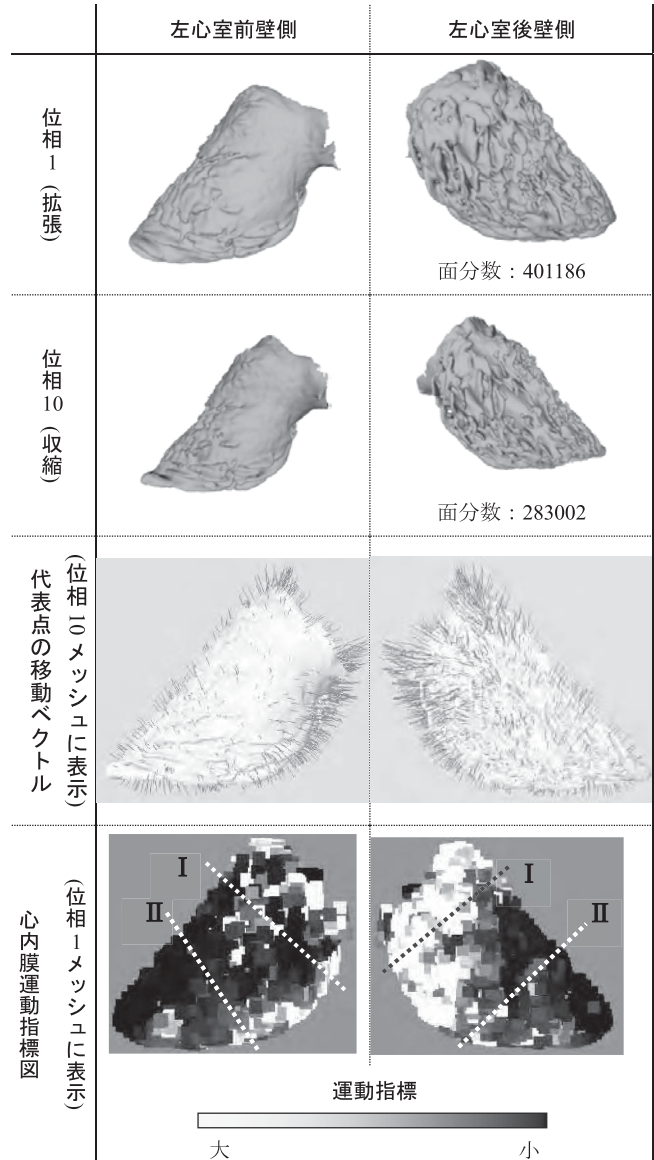 左心室前壁側
左心室後壁側
位相1(拡張)
面分数：401186
位相10(収縮)
面分数：283002
代表点の移動ベクトル
(位相10メッシュに表示)
心内膜運動指標図
(位相1メッシュに表示)
I
II
I
II
運動指標
大
小